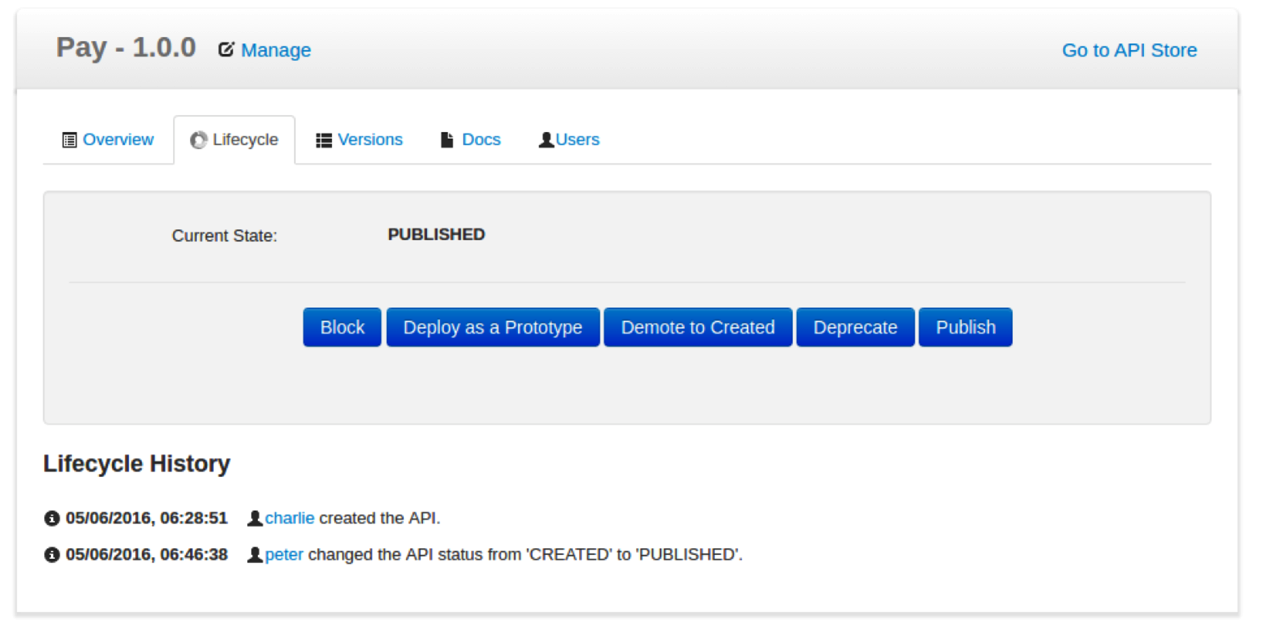 Pay - 1.0.0 Manage Go to API Store
Overview Lifecycle Versions Docs Users
Current State: PUBLISHED
Block Deploy as a Prototype Demote to Created Deprecate Publish
Lifecycle History
05/06/2016, 06:28:51 charlie created the API.
05/06/2016, 06:46:38 peter changed the API status from 'CREATED' to 'PUBLISHED'.